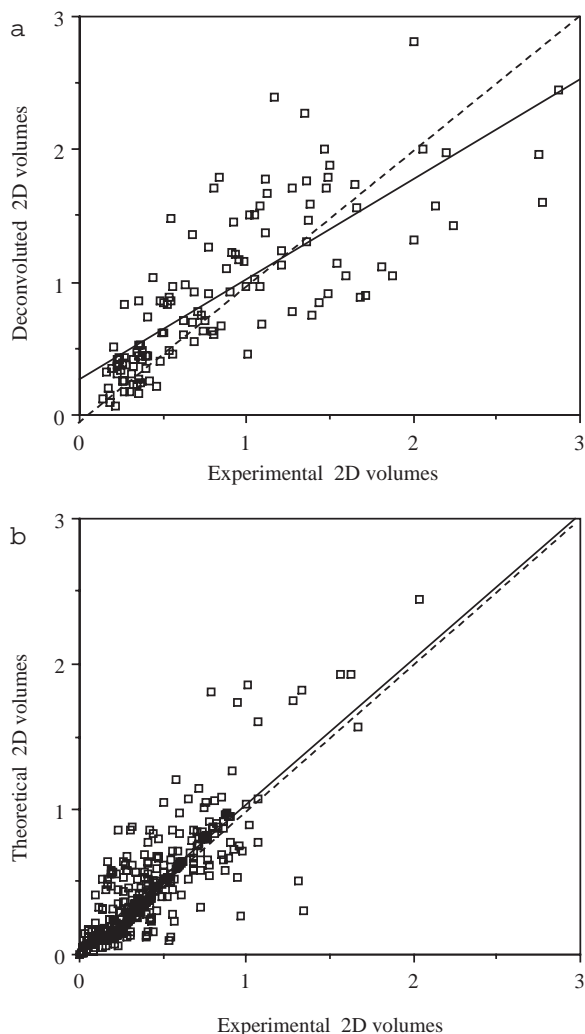 a
3
2
1
0
Deconvoluted 2D volumes
0
1
2
3
Experimental 2D volumes
b
3
2
1
0
Theoretical 2D volumes
0
1
2
3
Experimental 2D volumes